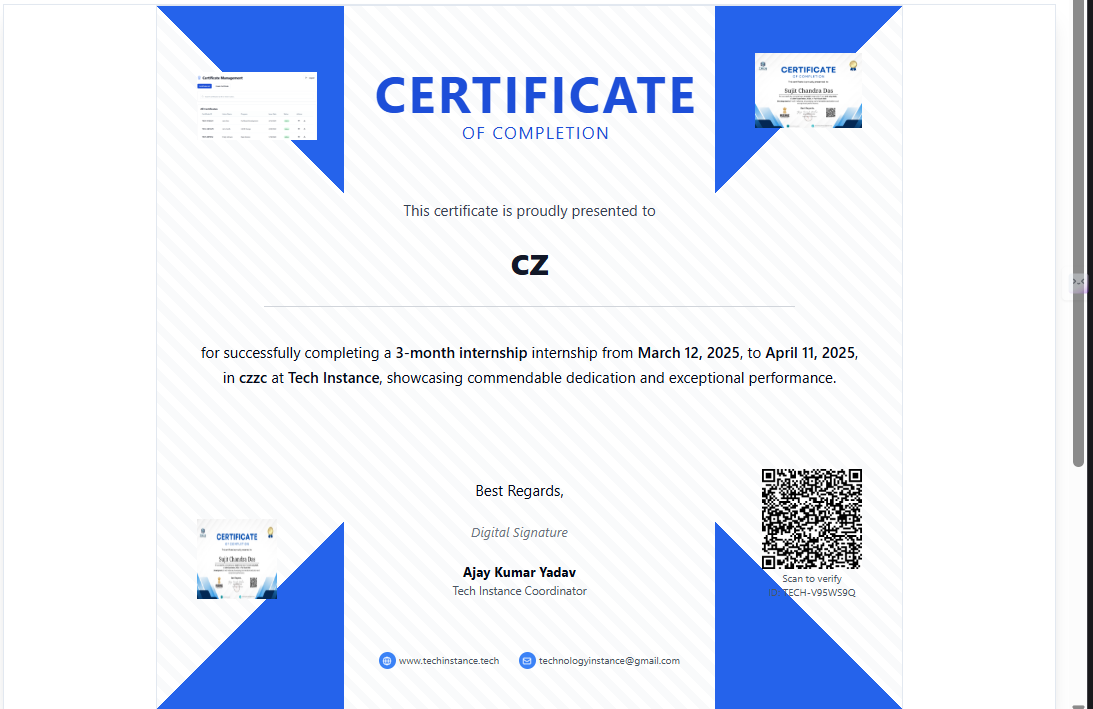 Certificate Management
CERTIFICATE
OF COMPLETION
CERTIFICATE
OF COMPLETION
Sujit Chandra Das
This certificate is proudly presented to
cz
for successfully completing a 3-month internship internship from March 12, 2025, to April 11, 2025,
in czzc at Tech Instance, showcasing commendable dedication and exceptional performance.
Best Regards,
Digital Signature
Ajay Kumar Yadav
Tech Instance Coordinator
CERTIFICATE
OF COMPLETION
Sujit Chandra Das
Scan to verify
ID: TECH-V95WS9Q
www.techinstance.tech
technologyinstance@gmail.com